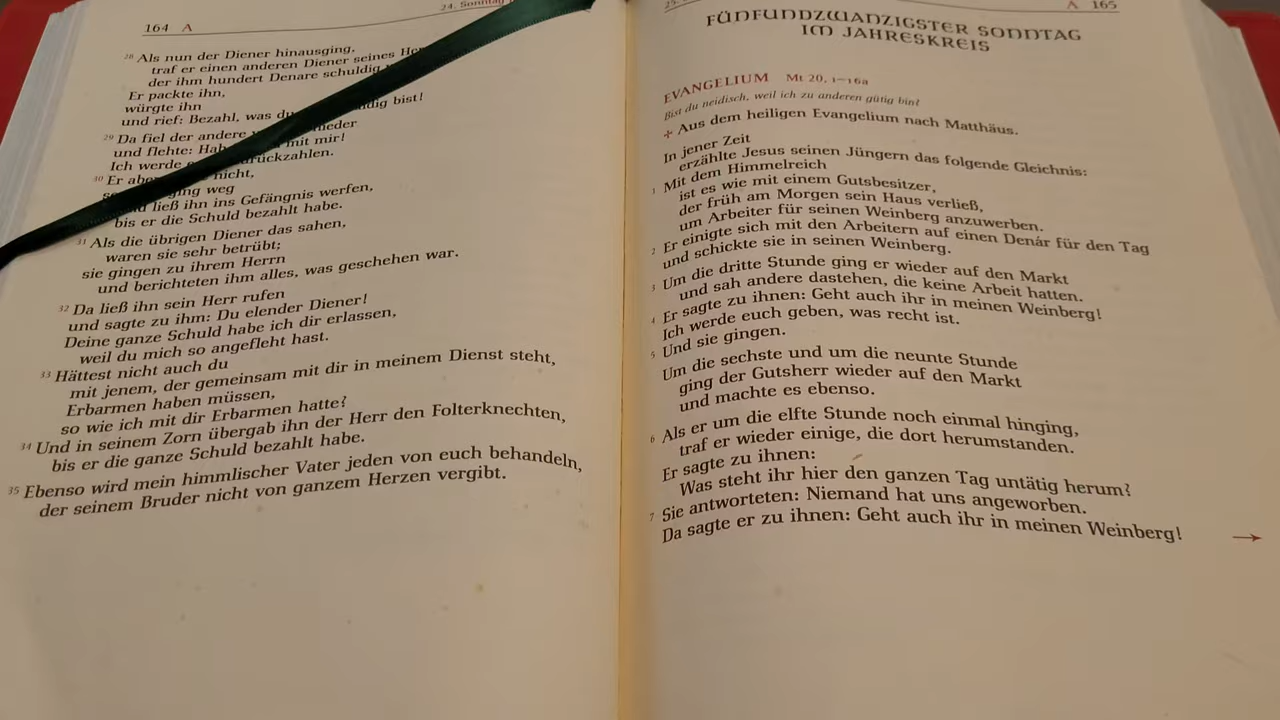 164 A
24. Sonntag
28 Als nun der Diener hinausging,
traf er einen anderen Diener seines
der ihm hundert Denare schuldig
Er packte ihn,
würgte ihn
und rief: Bezahl, was du bist!
29 Da fiel der andere
und flehte: mit mir!
Ich werde
30 Er nicht,
weg
ließ ihn ins Gefängnis werfen,
bis er die Schuld bezahlt habe.
31 Als die übrigen Diener das sahen,
waren sie sehr betrübt;
sie gingen zu ihrem Herrn
und berichteten ihm alles, was geschehen war.
32 Da ließ ihn sein Herr rufen
und sagte zu ihm: Du elender Diener!
Deine ganze Schuld habe ich dir erlassen,
weil du mich so angefleht hast.
33 Hättest nicht auch du
mit jenem, der gemeinsam mit dir in meinem Dienst steht,
Erbarmen haben müssen,
so wie ich mit dir Erbarmen hatte?
34 Und in seinem Zorn übergab ihn der Herr den Folterknechten,
bis er die ganze Schuld bezahlt habe.
35 Ebenso wird mein himmlischer Vater jeden von euch behandeln,
der seinem Bruder nicht von ganzem Herzen vergibt.
A 165
FÜNFUNDZWANZIGSTER SONNTAG
IM JAHRESKREIS
EVANGELIUM Mt 20, 1–16a
Bist du neidisch, weil ich zu anderen gütig bin?
✢ Aus dem heiligen Evangelium nach Matthäus.
In jener Zeit
erzählte Jesus seinen Jüngern das folgende Gleichnis:
1 Mit dem Himmelreich
ist es wie mit einem Gutsbesitzer,
der früh am Morgen sein Haus verließ,
um Arbeiter für seinen Weinberg anzuwerben.
2 Er einigte sich mit den Arbeitern auf einen Denár für den Tag
und schickte sie in seinen Weinberg.
3 Um die dritte Stunde ging er wieder auf den Markt
und sah andere dastehen, die keine Arbeit hatten.
4 Er sagte zu ihnen: Geht auch ihr in meinen Weinberg!
Ich werde euch geben, was recht ist.
5 Und sie gingen.
Um die sechste und um die neunte Stunde
ging der Gutsherr wieder auf den Markt
und machte es ebenso.
6 Als er um die elfte Stunde noch einmal hinging,
traf er wieder einige, die dort herumstanden.
Er sagte zu ihnen:
Was steht ihr hier den ganzen Tag untätig herum?
7 Sie antworteten: Niemand hat uns angeworben.
Da sagte er zu ihnen: Geht auch ihr in meinen Weinberg!
→